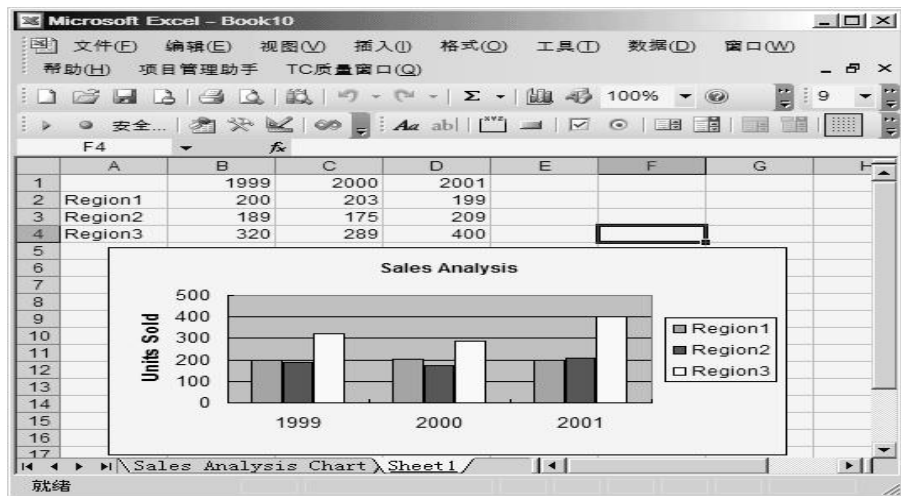 Microsoft Excel - Book10
文件(F) 编辑(E) 视图(V) 插入(I) 格式(O) 工具(T) 数据(D) 窗口(W)
帮助(H) 项目管理助手 TC质量窗口(Q)
Σ 100% 9
安全... Aa ab| XYZ
F4 fx
A B C D E F G H
1 1999 2000 2001
2 Region1 200 203 199
3 Region2 189 175 209
4 Region3 320 289 400
5
6 Sales Analysis
7
8 500
9 400
10 300 Region1
11 Units Sold Region2
12 200 Region3
13 100
14 0
15 1999 2000 2001
16
17
Sales Analysis Chart Sheet1
就绪